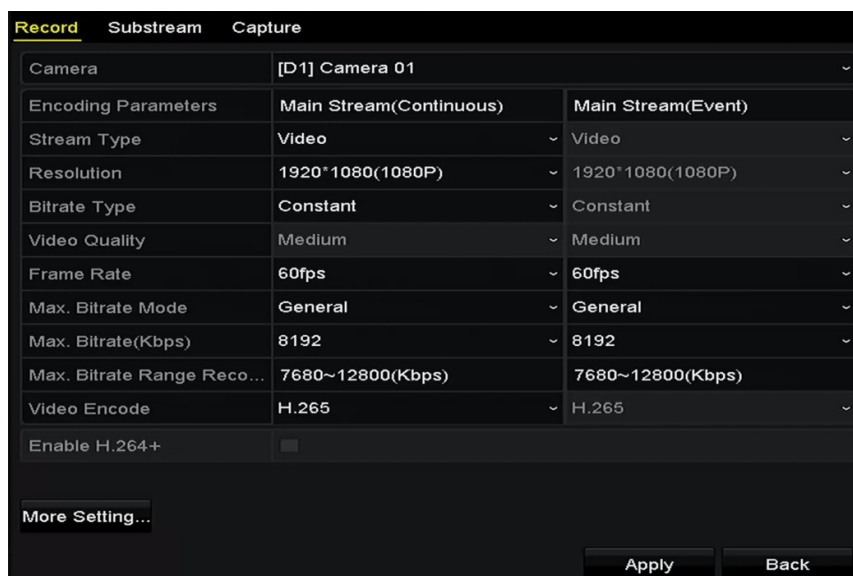 Record Substream Capture
Camera [D1] Camera 01
Encoding Parameters Main Stream(Continuous) Main Stream(Event)
Stream Type Video Video
Resolution 1920*1080(1080P) 1920*1080(1080P)
Bitrate Type Constant Constant
Video Quality Medium Medium
Frame Rate 60fps 60fps
Max. Bitrate Mode General General
Max. Bitrate(Kbps) 8192 8192
Max. Bitrate Range Reco... 7680~12800(Kbps) 7680~12800(Kbps)
Video Encode H.265 H.265
Enable H.264+
More Setting...
Apply Back